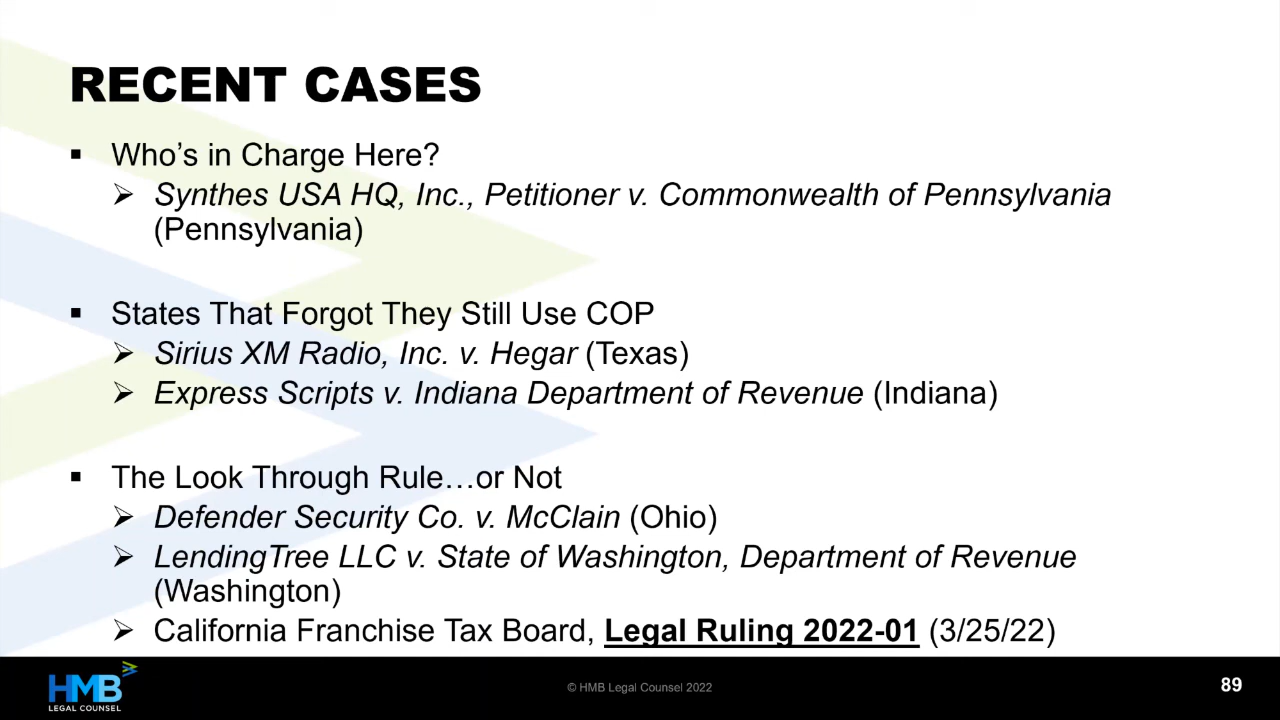 RECENT CASES
▪ Who’s in Charge Here?
➢ Synthes USA HQ, Inc., Petitioner v. Commonwealth of Pennsylvania
(Pennsylvania)
▪ States That Forgot They Still Use COP
➢ Sirius XM Radio, Inc. v. Hegar (Texas)
➢ Express Scripts v. Indiana Department of Revenue (Indiana)
▪ The Look Through Rule…or Not
➢ Defender Security Co. v. McClain (Ohio)
➢ LendingTree LLC v. State of Washington, Department of Revenue
(Washington)
➢ California Franchise Tax Board, Legal Ruling 2022-01 (3/25/22)
HMB
LEGAL COUNSEL
© HMB Legal Counsel 2022
89